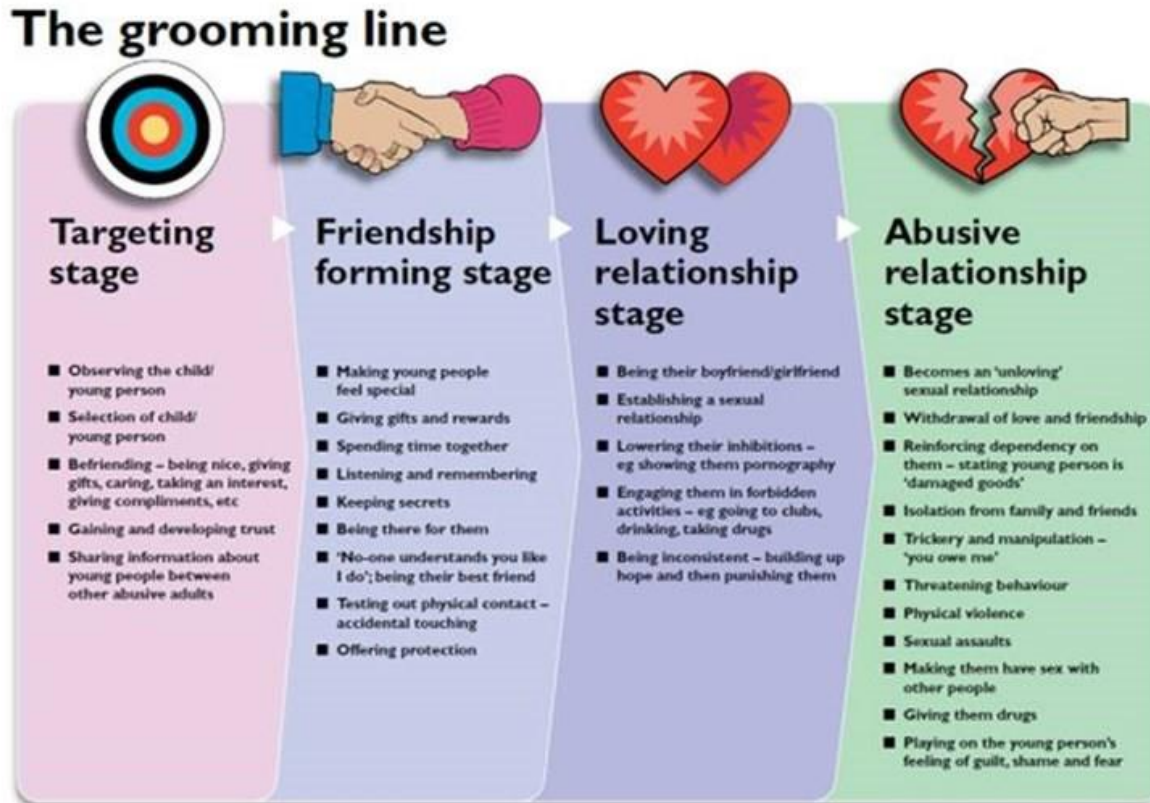 The grooming line
Targeting
stage
■ Observing the child/
young person
■ Selection of child/
young person
■ Befriending – being nice, giving
gifts, caring, taking an interest,
giving compliments, etc
■ Gaining and developing trust
■ Sharing information about
young people between
other abusive adults
Friendship
forming stage
■ Making young people
feel special
■ Giving gifts and rewards
■ Spending time together
■ Listening and remembering
■ Keeping secrets
■ Being there for them
■ ‘No-one understands you like
I do’; being their best friend
■ Testing out physical contact –
accidental touching
■ Offering protection
Loving
relationship
stage
■ Being their boyfriend/girlfriend
■ Establishing a sexual
relationship
■ Lowering their inhibitions –
eg showing them pornography
■ Engaging them in forbidden
activities – eg going to clubs,
drinking, taking drugs
■ Being inconsistent – building up
hope and then punishing them
Abusive
relationship
stage
■ Becomes an ‘unloving’
sexual relationship
■ Withdrawal of love and friendship
■ Reinforcing dependency on
them – stating young person is
‘damaged goods’
■ Isolation from family and friends
■ Trickery and manipulation –
‘you owe me’
■ Threatening behaviour
■ Physical violence
■ Sexual assaults
■ Making them have sex with
other people
■ Giving them drugs
■ Playing on the young person’s
feeling of guilt, shame and fear